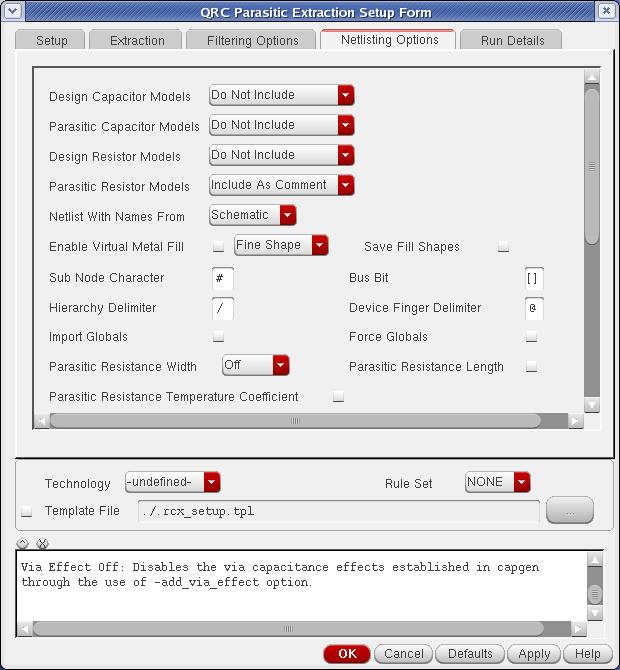 QRC Parasitic Extraction Setup Form
Setup Extraction Filtering Options Netlisting Options Run Details
Design Capacitor Models Do Not Include
Parasitic Capacitor Models Do Not Include
Design Resistor Models Do Not Include
Parasitic Resistor Models Include As Comment
Netlist With Names From Schematic
Enable Virtual Metal Fill Fine Shape Save Fill Shapes
Sub Node Character # Bus Bit []
Hierarchy Delimiter / Device Finger Delimiter @
Import Globals Force Globals
Parasitic Resistance Width Off Parasitic Resistance Length
Parasitic Resistance Temperature Coefficient
Technology -undefined- Rule Set NONE
Template File ./.rcx_setup.tpl ...
Via Effect Off: Disables the via capacitance effects established in capgen
through the use of -add_via_effect option.
OK Cancel Defaults Apply Help